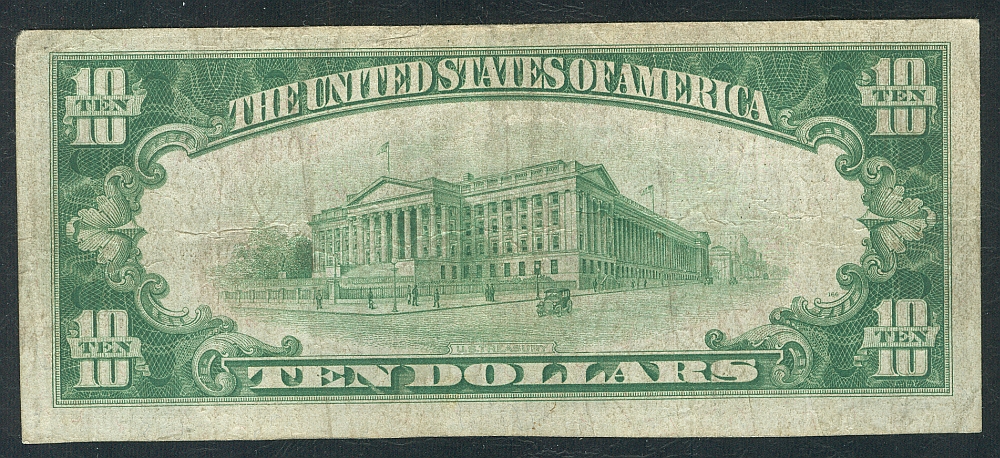 10 TEN 10
THE UNITED STATES OF AMERICA
10 TEN 10
166
10 TEN 10
U.S. TREASURY
TEN DOLLARS
10 TEN 10